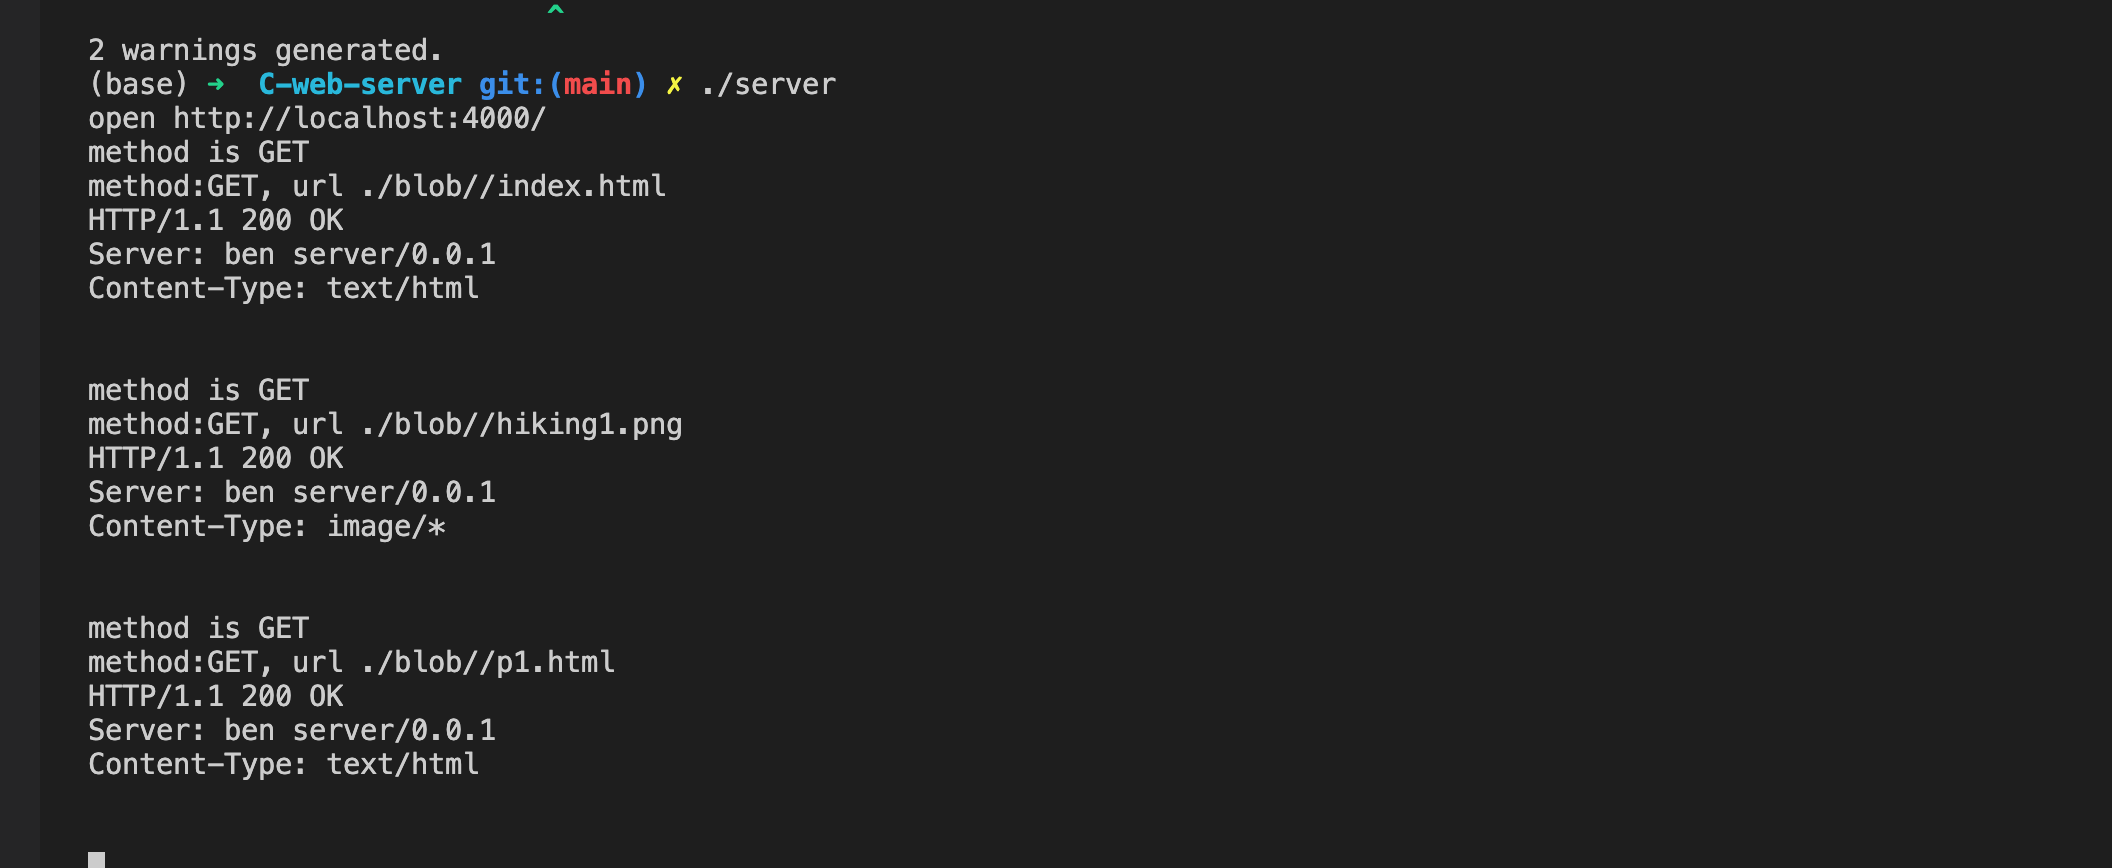 ^
2 warnings generated.
(base) ➜  C-web-server git:(main) ✗ ./server
open http://localhost:4000/
method is GET
method:GET, url ./blob//index.html
HTTP/1.1 200 OK
Server: ben server/0.0.1
Content-Type: text/html
method is GET
method:GET, url ./blob//hiking1.png
HTTP/1.1 200 OK
Server: ben server/0.0.1
Content-Type: image/*
method is GET
method:GET, url ./blob//p1.html
HTTP/1.1 200 OK
Server: ben server/0.0.1
Content-Type: text/html